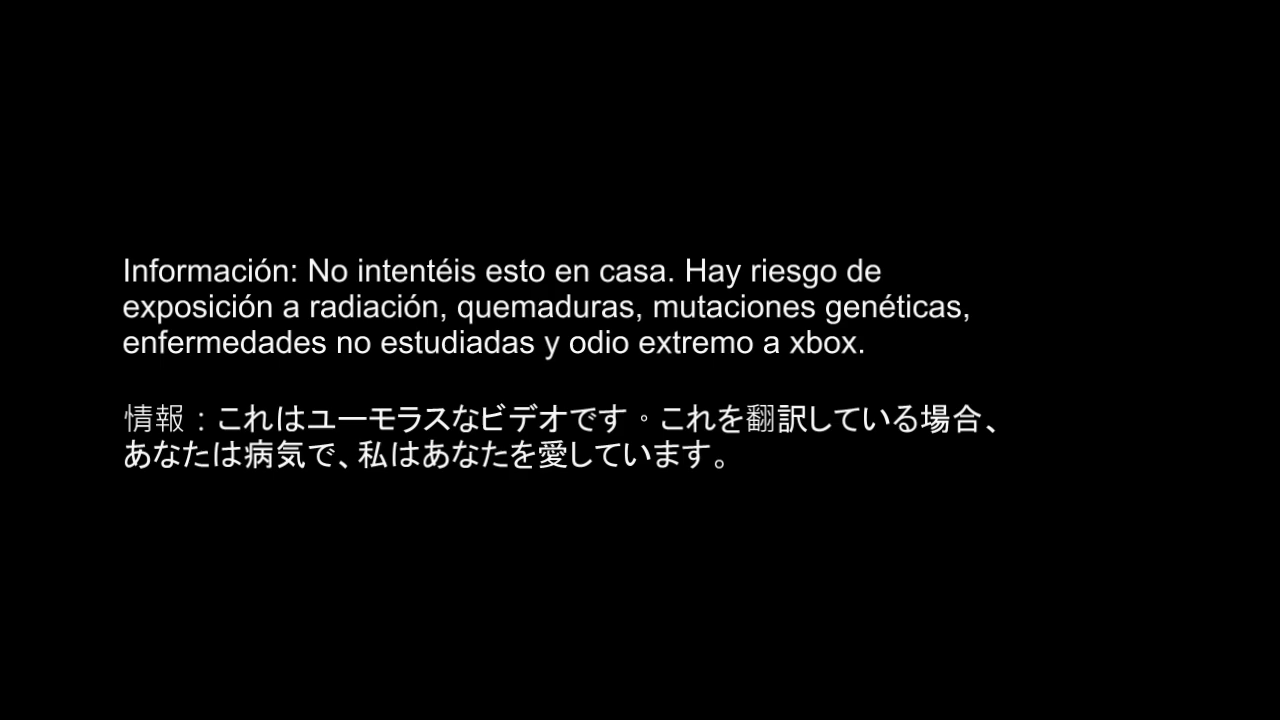 Información: No intentéis esto en casa. Hay riesgo de
exposición a radiación, quemaduras, mutaciones genéticas,
enfermedades no estudiadas y odio extremo a xbox.
情報：これはユーモラスなビデオです。これを翻訳している場合、
あなたは病気で、私はあなたを愛しています。